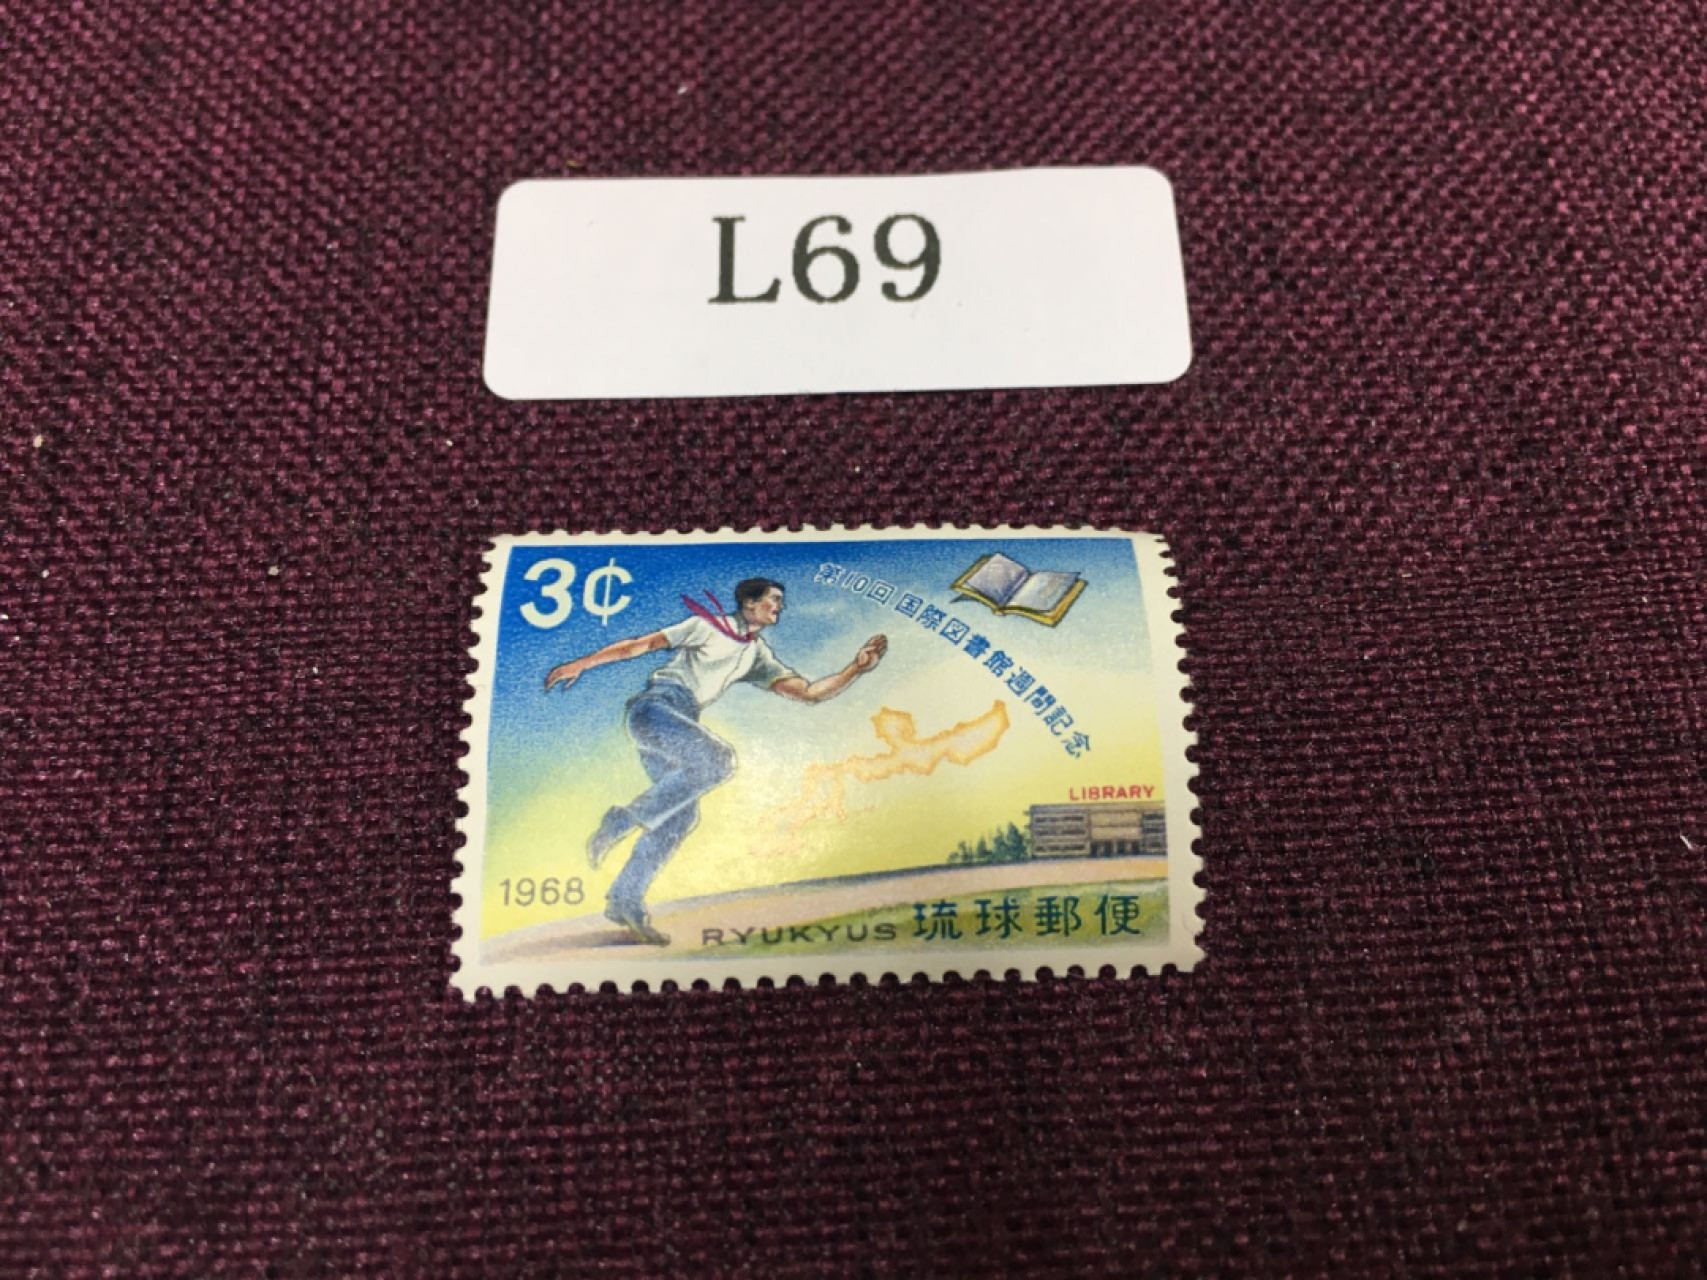 L69
3¢
第10回国際図書館週間記念
LIBRARY
1968
RYUKYUS 琉球郵便